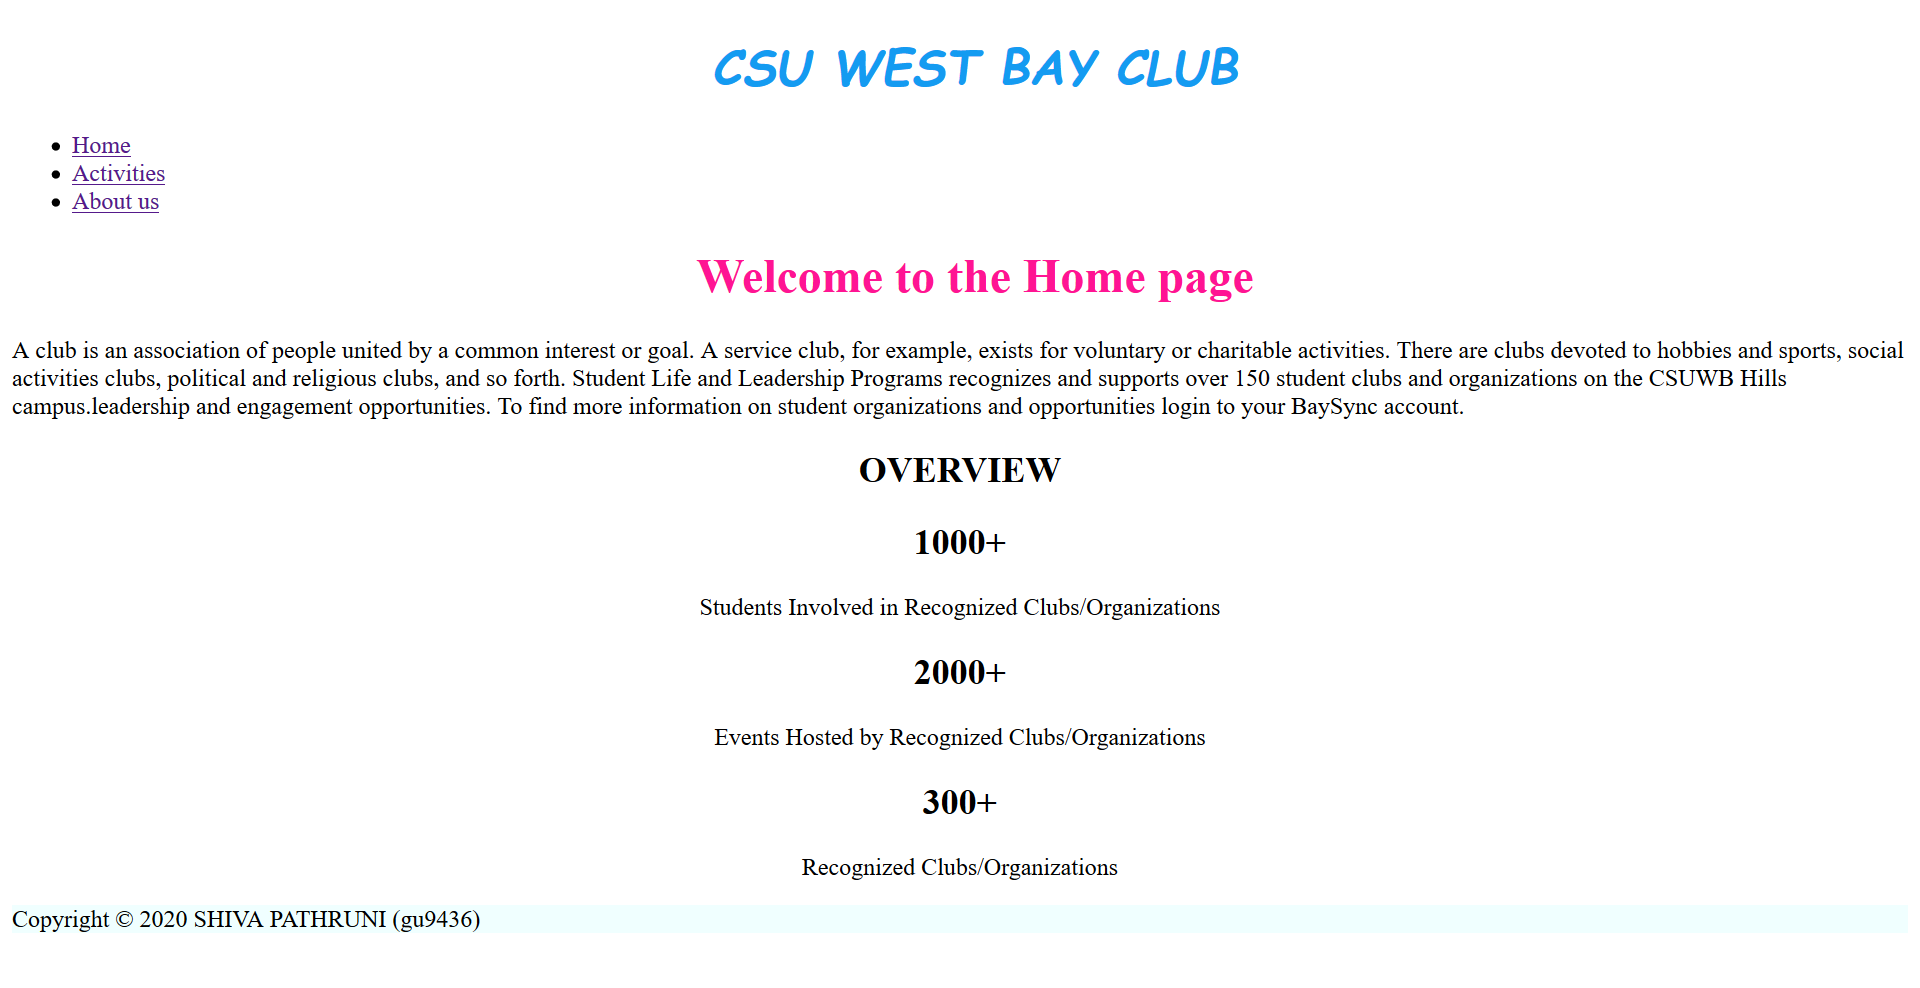 CSU WEST BAY CLUB
Home
Activities
About us
Welcome to the Home page
A club is an association of people united by a common interest or goal. A service club, for example, exists for voluntary or charitable activities. There are clubs devoted to hobbies and sports, social
activities clubs, political and religious clubs, and so forth. Student Life and Leadership Programs recognizes and supports over 150 student clubs and organizations on the CSUWB Hills
campus.leadership and engagement opportunities. To find more information on student organizations and opportunities login to your BaySync account.
OVERVIEW
1000+
Students Involved in Recognized Clubs/Organizations
2000+
Events Hosted by Recognized Clubs/Organizations
300+
Recognized Clubs/Organizations
Copyright © 2020 SHIVA PATHRUNI (gu9436)